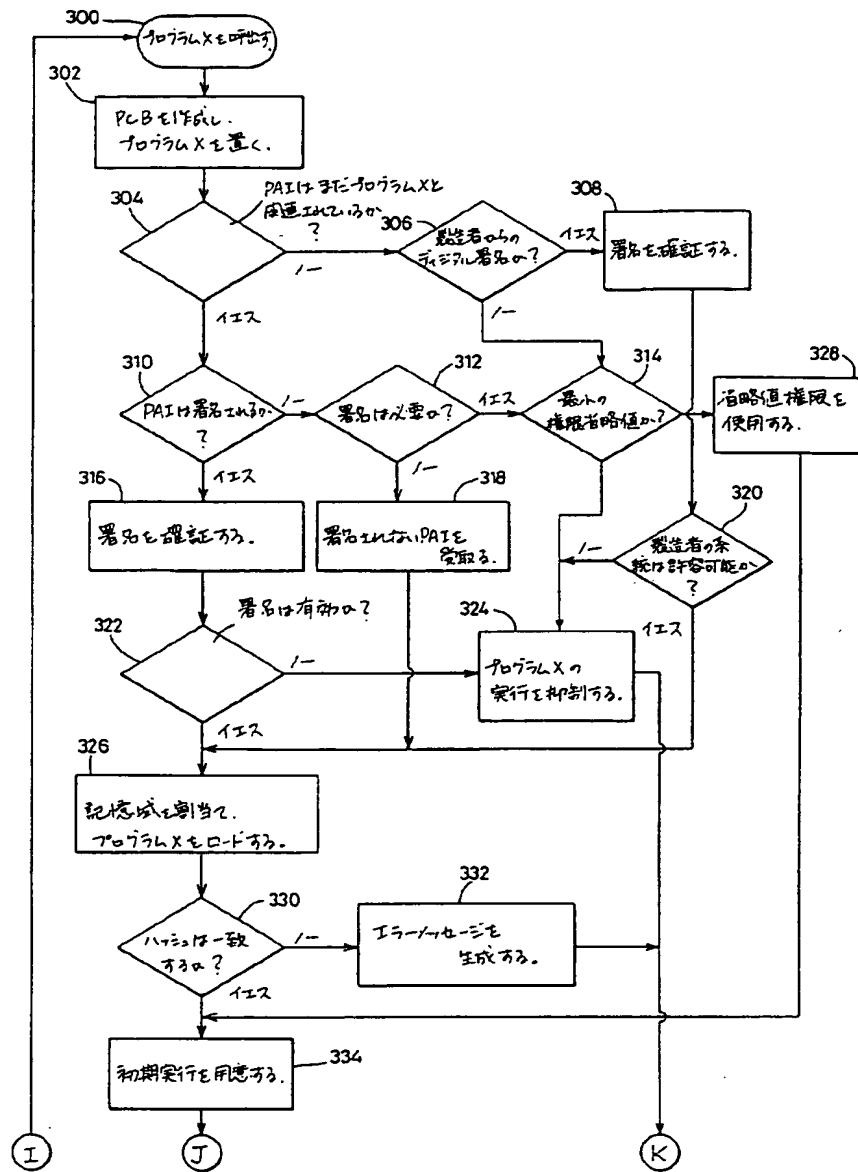 300
プログラムXを呼出す.
302
PCBを作成し.
プログラムXを置く.
304
PAIはまだプログラムXと
関連されているか
?
ノー
イエス
306
製造者からの
ディジタル署名か?
イエス
ノー
308
署名を確証する.
310
PAIは署名されるか
?
ノー
イエス
312
署名は必要か?
イエス
ノー
314
最小の
権限省略値か?
328
省略値権限を
使用する.
316
署名を確証する.
318
署名されないPAIを
受取る.
320
製造者の系
統は許容可能か
?
ノー
イエス
322
署名は有効か?
ノー
イエス
324
プログラムXの
実行を抑制する.
326
記憶域を割当て.
プログラムXをロードする。
330
ハッシュは一致
するか?
ノー
イエス
332
エラーメッセージを
生成する。
334
初期実行を用意する.
I
J
K